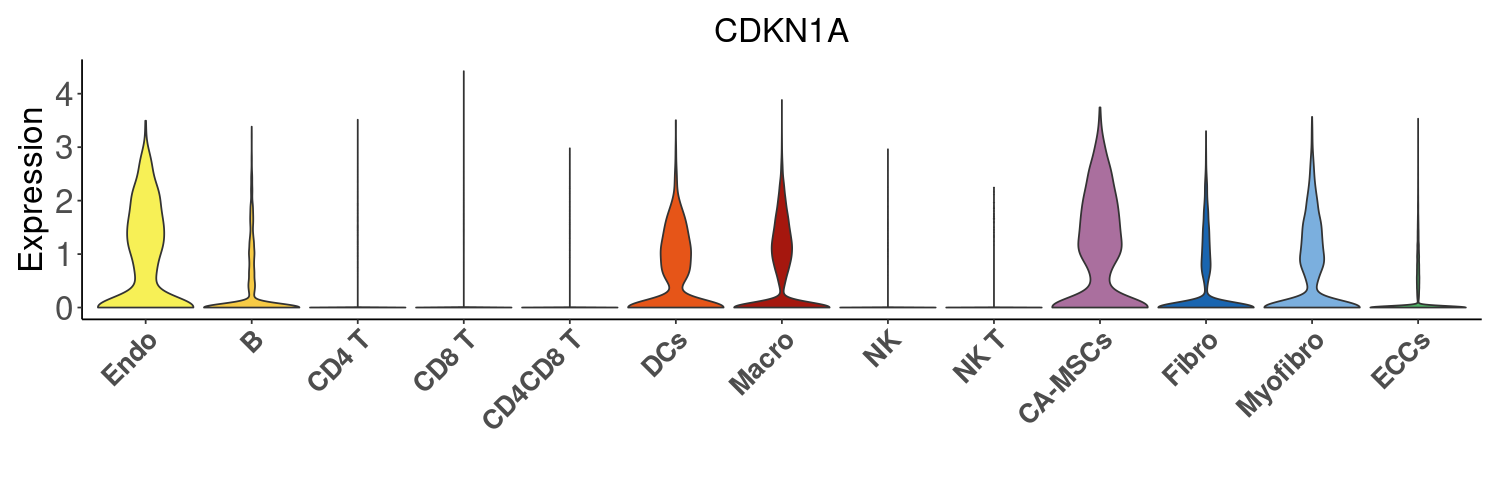 CDKN1A
Expression
4
3
2
1
0
Endo
B
CD4 T
CD8 T
CD4CD8 T
DCs
Macro
NK
NK T
CA-MSCs
Fibro
Myofibro
ECCs